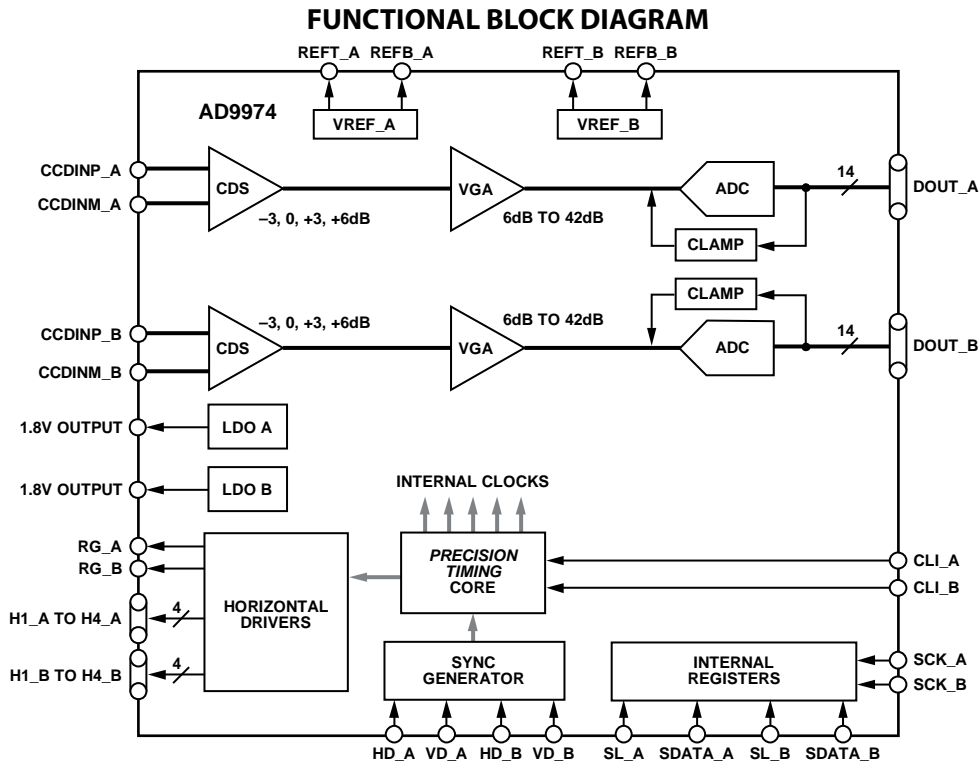 FUNCTIONAL BLOCK DIAGRAM
REFT_A REFB_A REFT_B REFB_B
AD9974
VREF_A VREF_B
CCDINP_A
CCDINM_A
CDS
–3, 0, +3, +6dB
VGA
6dB TO 42dB
ADC
14
DOUT_A
CLAMP
CLAMP
CCDINP_B
CCDINM_B
CDS
–3, 0, +3, +6dB
VGA
6dB TO 42dB
ADC
14
DOUT_B
1.8V OUTPUT
LDO A
1.8V OUTPUT
LDO B
INTERNAL CLOCKS
RG_A
RG_B
H1_A TO H4_A
4
H1_B TO H4_B
4
HORIZONTAL
DRIVERS
PRECISION
TIMING
CORE
CLI_A
CLI_B
SYNC
GENERATOR
INTERNAL
REGISTERS
SCK_A
SCK_B
HD_A VD_A HD_B VD_B SL_A SDATA_A SL_B SDATA_B